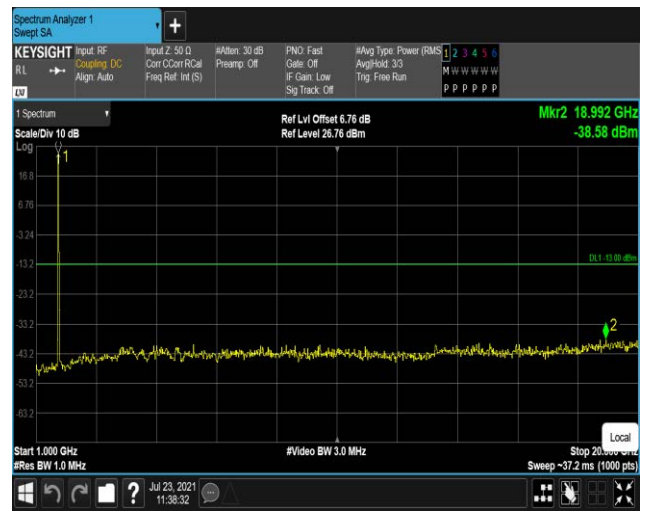 Spectrum Analyzer 1
Swept SA
KEYSIGHT Input: RF Input Z: 50 Ω #Atten: 30 dB PNO: Fast #Avg Type: Power (RMS 1 2 3 4 5 6
RL Coupling: DC Corr CCorr RCal Preamp: Off Gate: Off Avg|Hold: 3/3 M W W W W W
Align: Auto Freq Ref: Int (S) IF Gain: Low Trig: Free Run
LXI Sig Track: Off P P P P P P
1 Spectrum Ref Lvl Offset 6.76 dB Mkr2 18.992 GHz
Scale/Div 10 dB Ref Level 26.76 dBm -38.58 dBm
Log 1
16.8
6.76
-3.24
-13.2 DL1 -13.00 dBm
-23.2
-33.2 2
-43.2
-53.2
-63.2
Local
Start 1.000 GHz #Video BW 3.0 MHz Stop 20.000 GHz
#Res BW 1.0 MHz Sweep ~37.2 ms (1000 pts)
? Jul 23, 2021
11:38:32